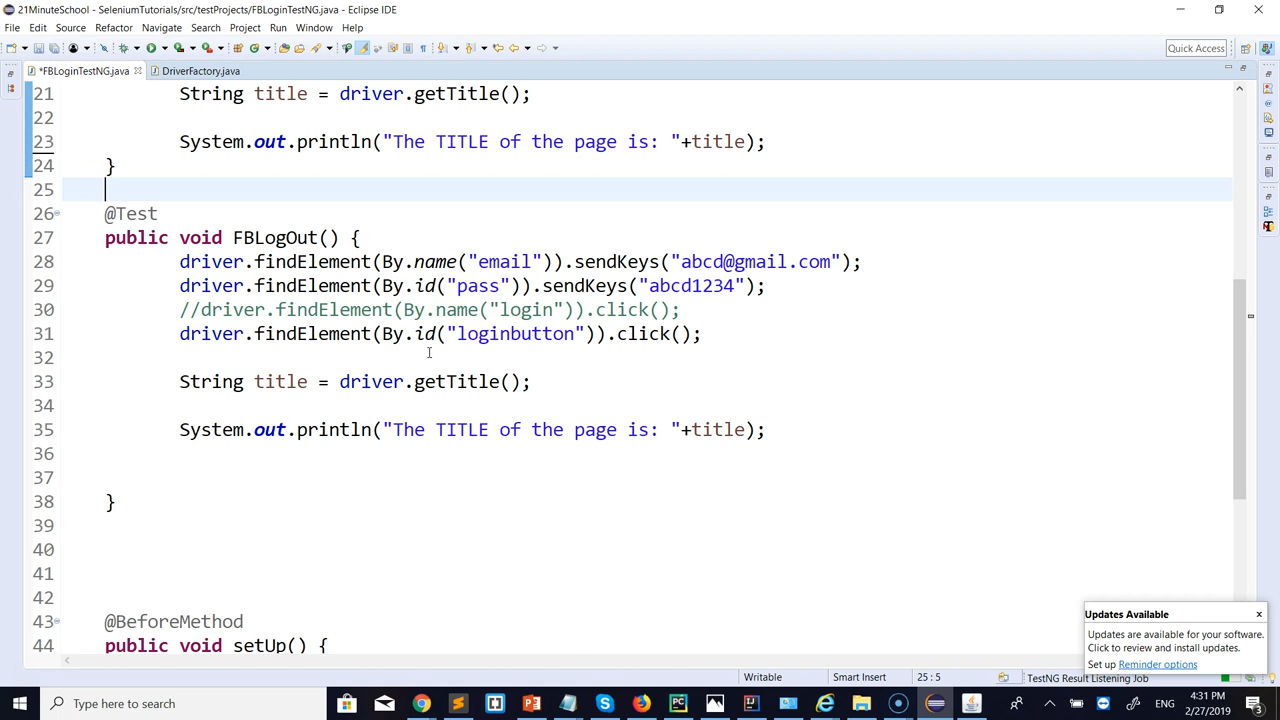 21MinuteSchool - SeleniumTutorials/src/testProjects/FBLoginTestNG.java - Eclipse IDE
File Edit Source Refactor Navigate Search Project Run Window Help
Quick Access
*FBLoginTestNG.java DriverFactory.java
21 String title = driver.getTitle();
22
23 System.out.println("The TITLE of the page is: "+title);
24 }
25
26 @Test
27 public void FBLogOut() {
28 driver.findElement(By.name("email")).sendKeys("abcd@gmail.com");
29 driver.findElement(By.id("pass")).sendKeys("abcd1234");
30 //driver.findElement(By.name("login")).click();
31 driver.findElement(By.id("loginbutton")).click();
32
33 String title = driver.getTitle();
34
35 System.out.println("The TITLE of the page is: "+title);
36
37
38 }
39
40
41
42
43 @BeforeMethod
44 public void setUp() {
Updates Available
Updates are available for your software.
Click to review and install updates.
Set up Reminder options
Writable Smart Insert 25 : 5 TestNG Result Listening Job
Type here to search
ENG
4:31 PM
2/27/2019
3